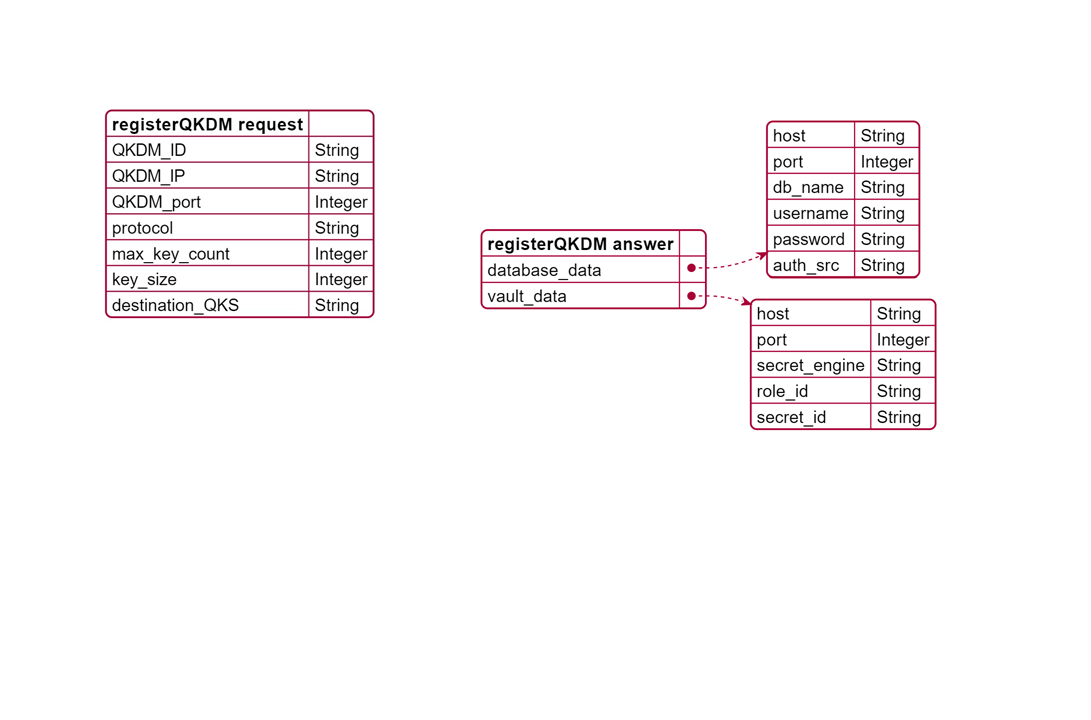 registerQKDM request
QKDM_ID String
QKDM_IP String
QKDM_port Integer
protocol String
max_key_count Integer
key_size Integer
destination_QKS String
registerQKDM answer
database_data
vault_data
host String
port Integer
db_name String
username String
password String
auth_src String
host String
port Integer
secret_engine String
role_id String
secret_id String